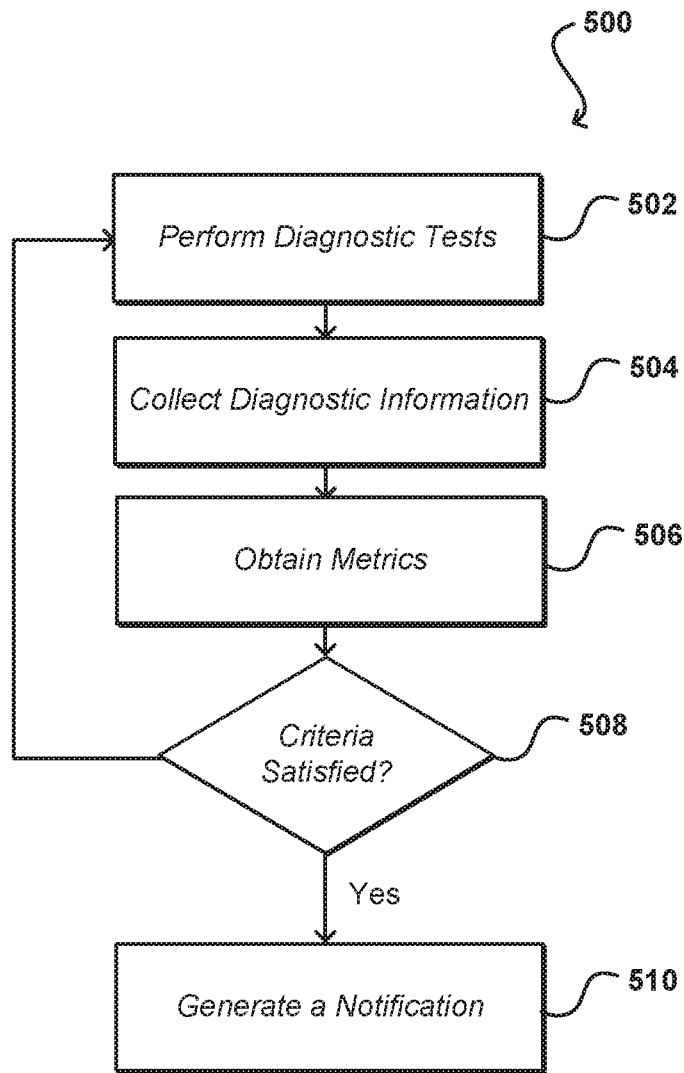 500
Perform Diagnostic Tests
502
Collect Diagnostic Information
504
Obtain Metrics
506
Criteria
Satisfied?
508
Yes
Generate a Notification
510